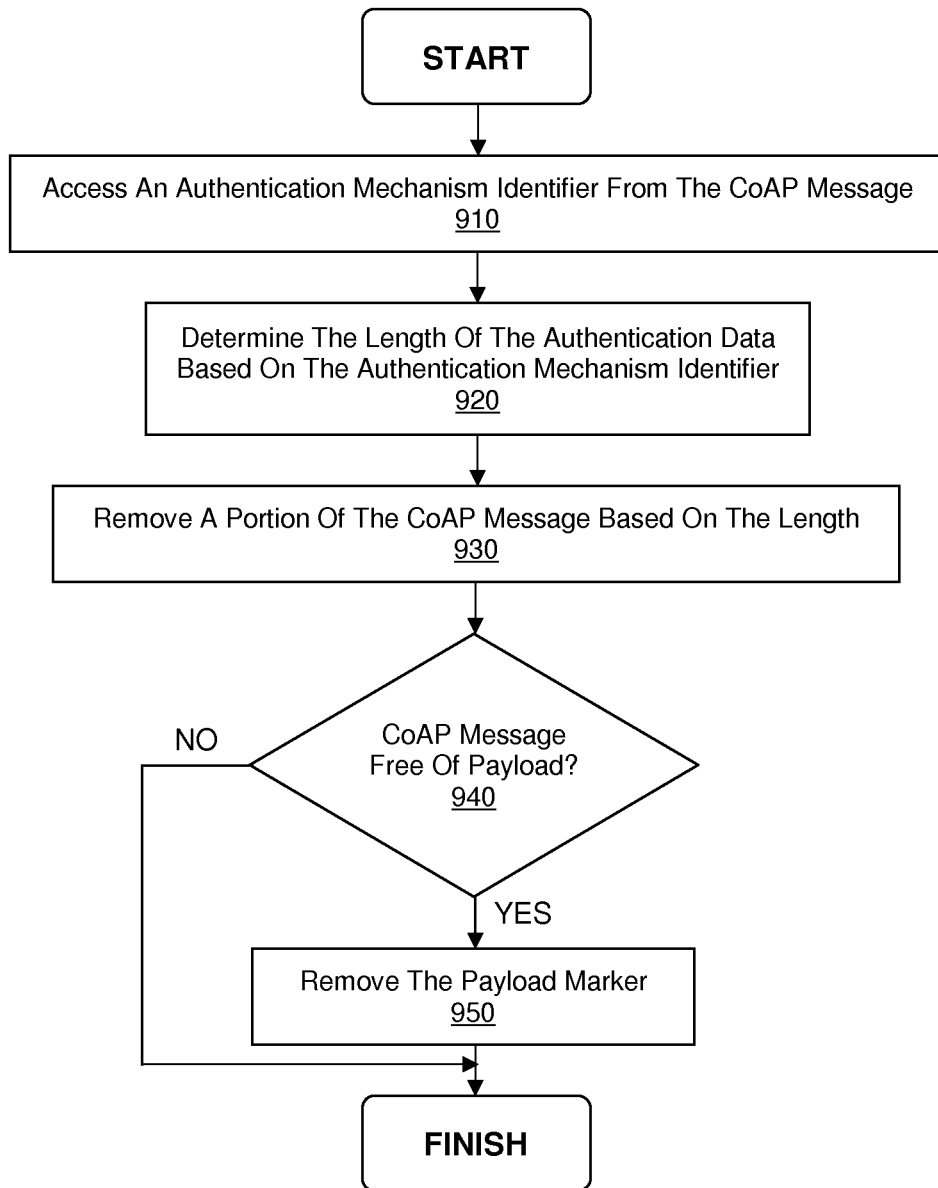 START
Access An Authentication Mechanism Identifier From The CoAP Message
910
Determine The Length Of The Authentication Data
Based On The Authentication Mechanism Identifier
920
Remove A Portion Of The CoAP Message Based On The Length
930
CoAP Message
Free Of Payload?
940
NO
YES
Remove The Payload Marker
950
FINISH